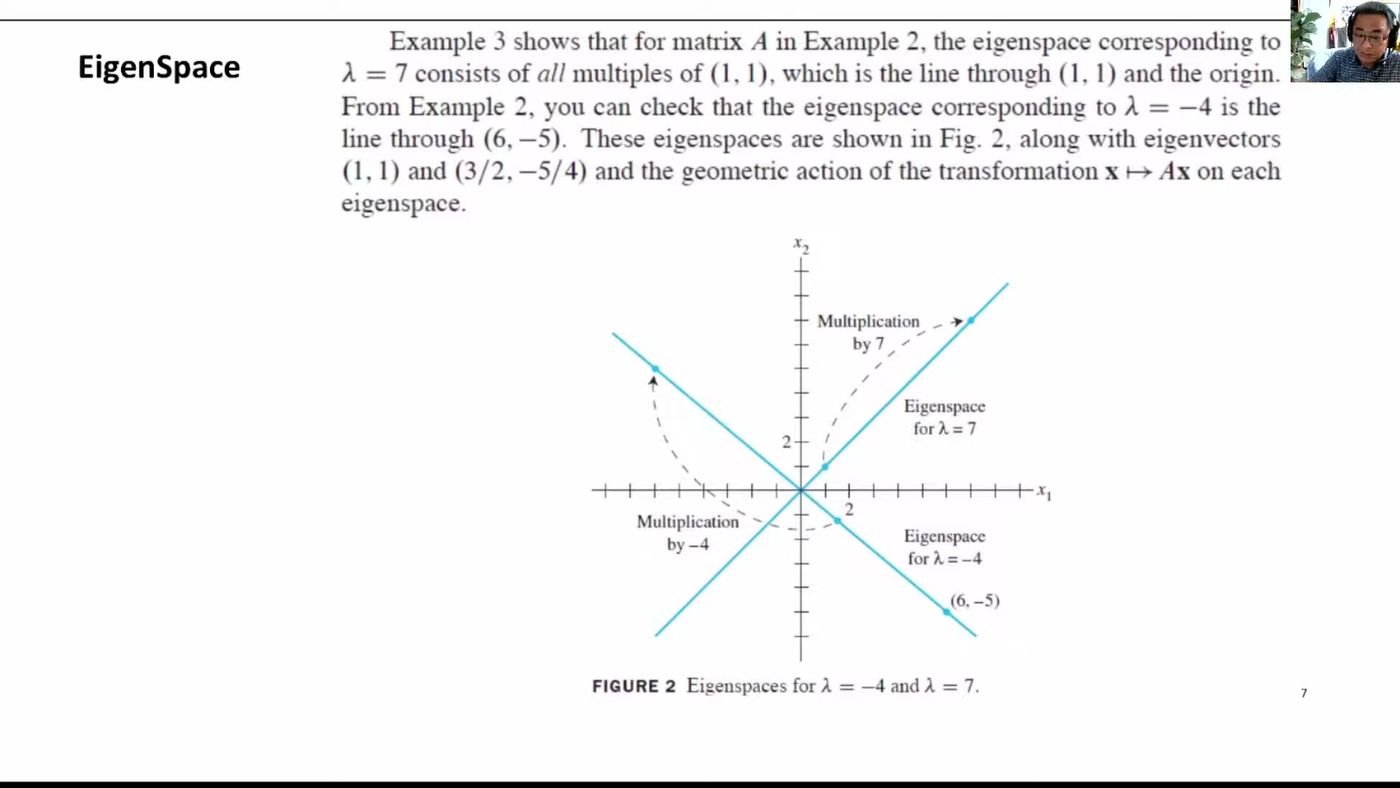 EigenSpace
Example 3 shows that for matrix A in Example 2, the eigenspace corresponding to
λ = 7 consists of all multiples of (1, 1), which is the line through (1, 1) and the origin.
From Example 2, you can check that the eigenspace corresponding to λ = −4 is the
line through (6, −5). These eigenspaces are shown in Fig. 2, along with eigenvectors
(1, 1) and (3/2, −5/4) and the geometric action of the transformation x ↦ Ax on each
eigenspace.
x₂
Multiplication
by 7
Eigenspace
for λ = 7
2
x₁
2
Multiplication
by −4
Eigenspace
for λ = −4
(6, −5)
FIGURE 2 Eigenspaces for λ = −4 and λ = 7.
7